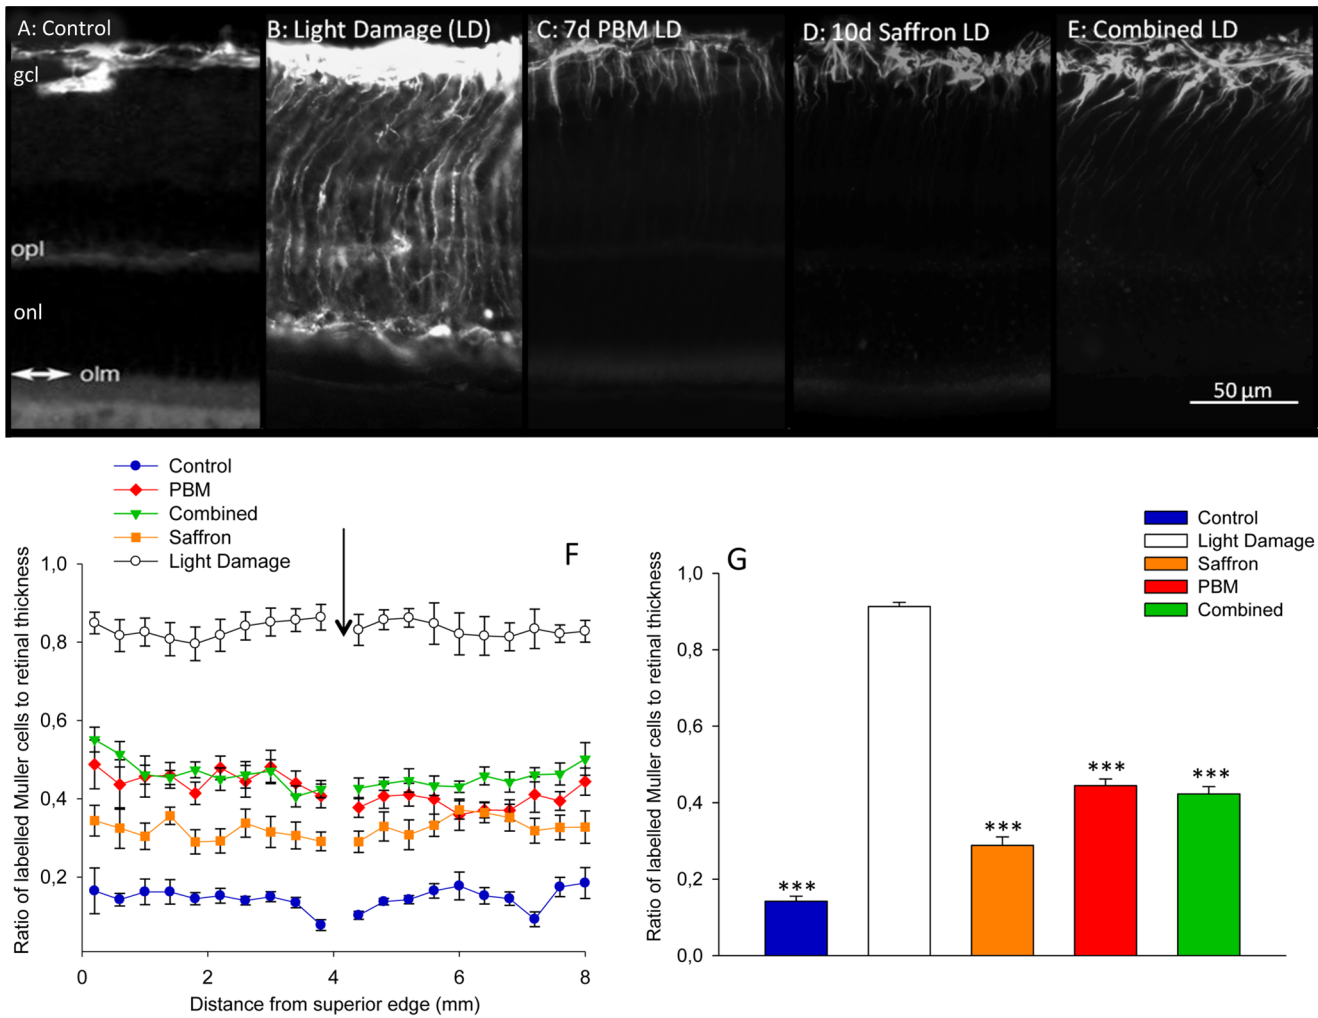 A: Control
B: Light Damage (LD)
C: 7d PBM LD
D: 10d Saffron LD
E: Combined LD
gcl
opl
onl
olm
50 µm
Control
PBM
Combined
Saffron
Light Damage
F
Ratio of labelled Muller cells to retinal thickness
1,0
0,8
0,6
0,4
0,2
0
2
4
6
8
Distance from superior edge (mm)
Control
Light Damage
Saffron
PBM
Combined
G
Ratio of labelled Muller cells to retinal thickness
1,0
0,8
0,6
0,4
0,2
0,0
***
***
***
***